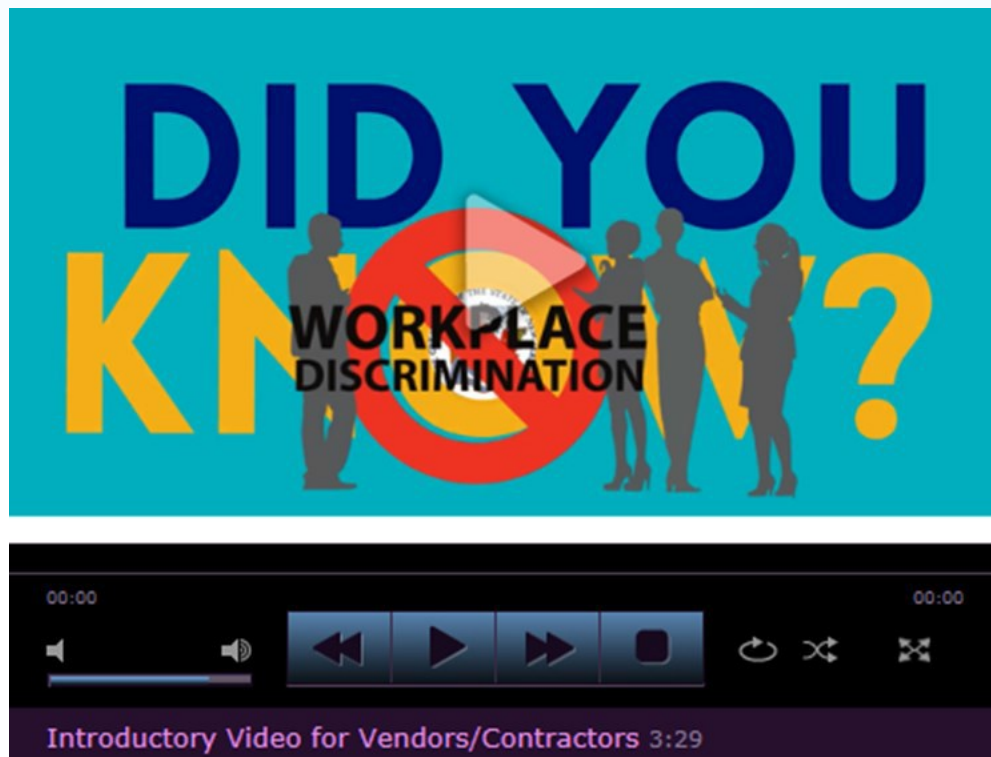 DID YOU
KNOW?
WORKPLACE
DISCRIMINATION
00:00
00:00
Introductory Video for Vendors/Contractors 3:29